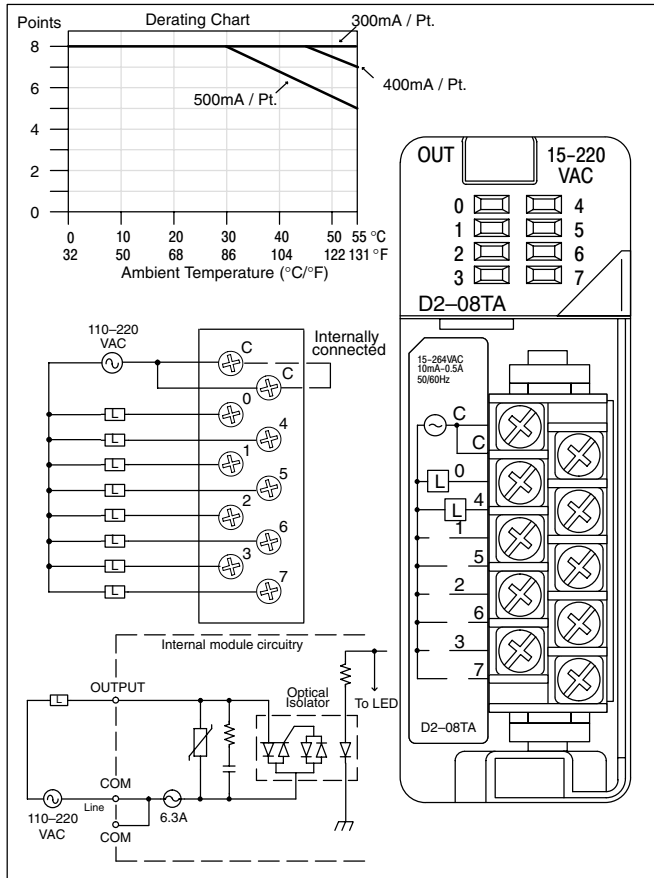 Points
Derating Chart
300mA / Pt.
400mA / Pt.
500mA / Pt.
8
6
4
2
0
0 10 20 30 40 50 55 °C
32 50 68 86 104 122 131 °F
Ambient Temperature (°C/°F)
110–220
VAC
Internally
connected
C
C
0
L
4
L
1
L
5
L
2
L
6
L
3
L
7
L
Internal module circuitry
OUTPUT
L
Optical
Isolator
To LED
COM
Line
6.3A
110–220
VAC
COM
OUT
15-220
VAC
0 4
1 5
2 6
3 7
D2–08TA
15-264VAC
10mA-0.5A
50/60Hz
C
C
L 0
L 4
1
5
2
6
3
7
D2–08TA